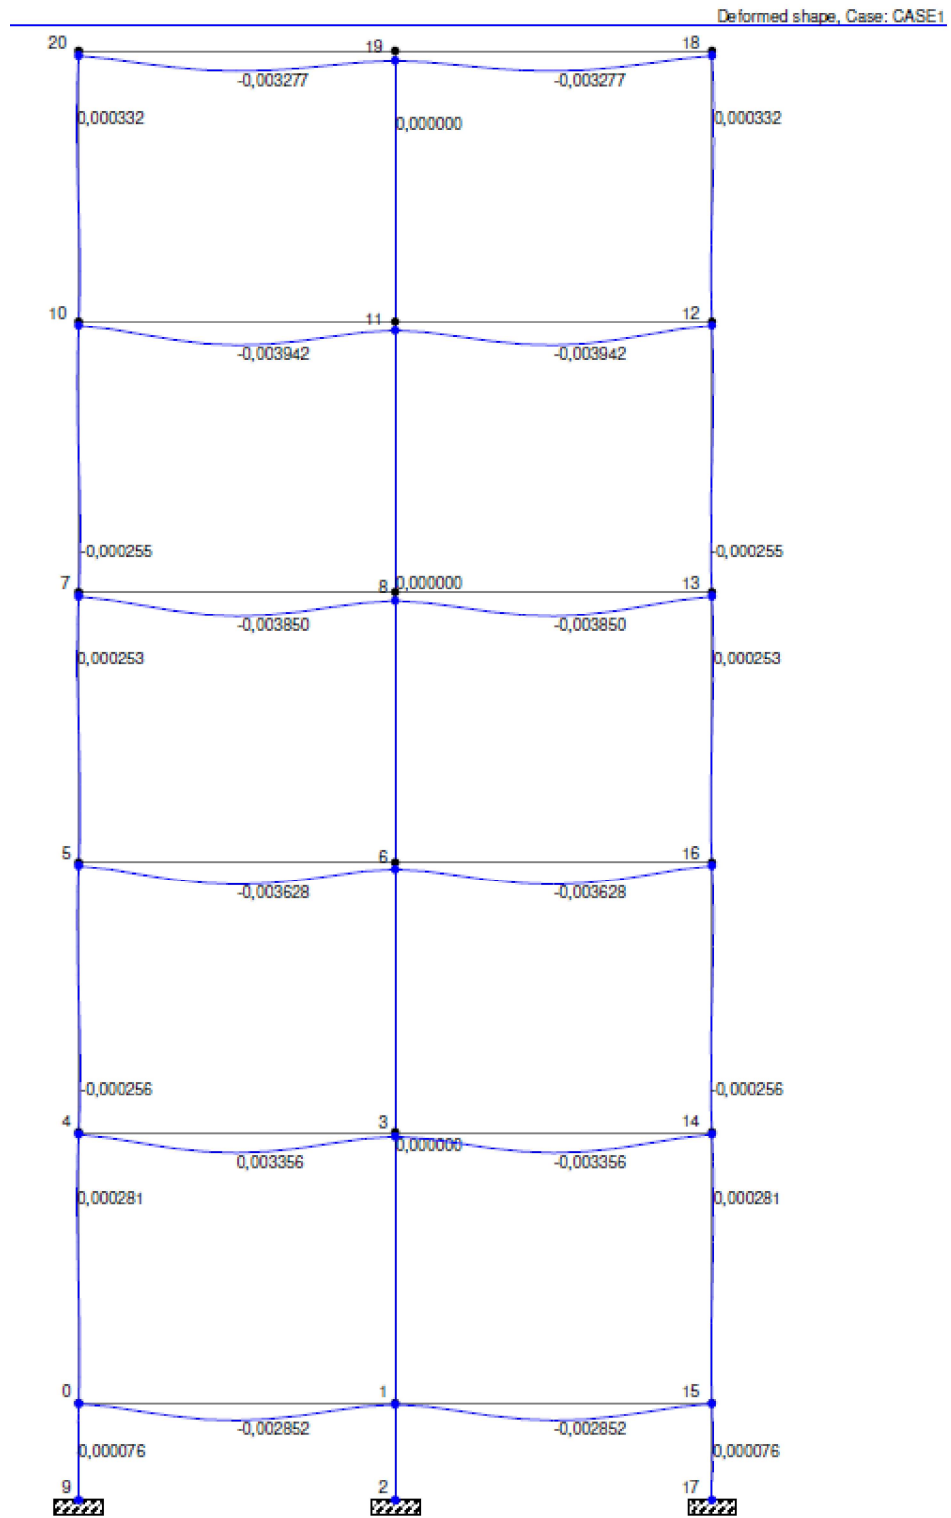 Deformed shape, Case: CASE1
20 19 18
-0,003277 -0,003277
0,000332 0,000000 0,000332
10 11 12
-0,003942 -0,003942
-0,000255 -0,000255
7 8 0,000000 13
-0,003850 -0,003850
0,000253 0,000253
5 6 16
-0,003628 -0,003628
-0,000256 -0,000256
4 3 14
0,000000
0,003356 -0,003356
0,000281 0,000281
0 1 15
-0,002852 -0,002852
0,000076 0,000076
9 2 17